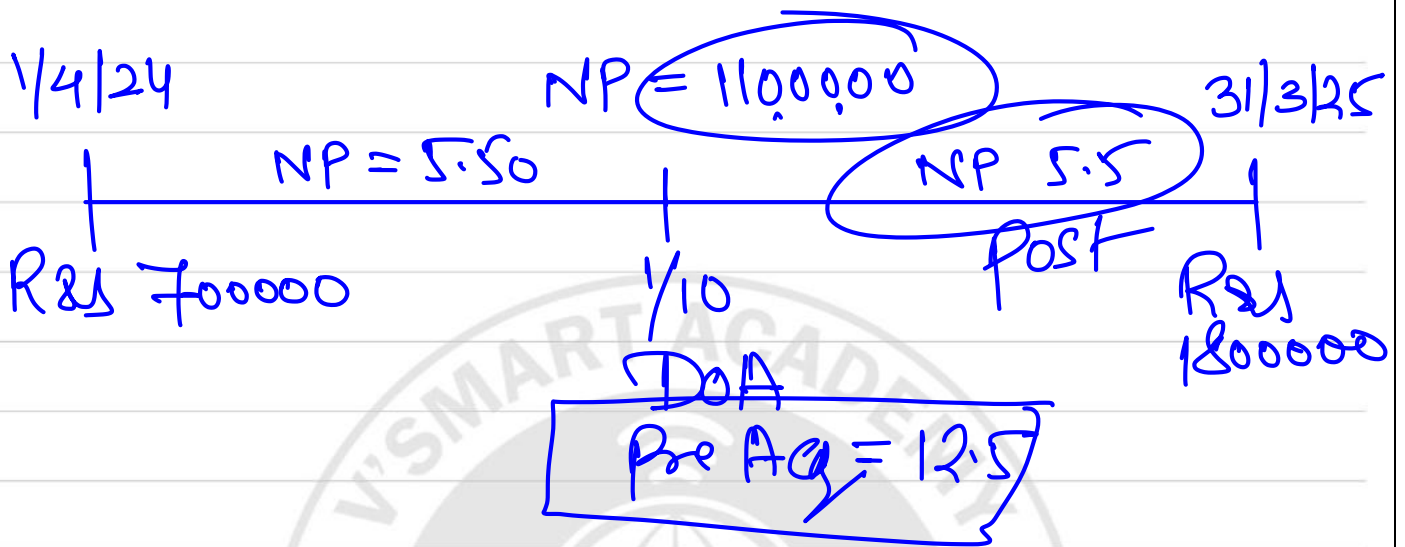 1/4/24 NP = 1100000 31/3/25
NP = 5.50 NP 5.5
Post
R&S 700000 1/10 R&S
1800000
DOA
Pre Acq = 12.5
V'SMART ACADEMY